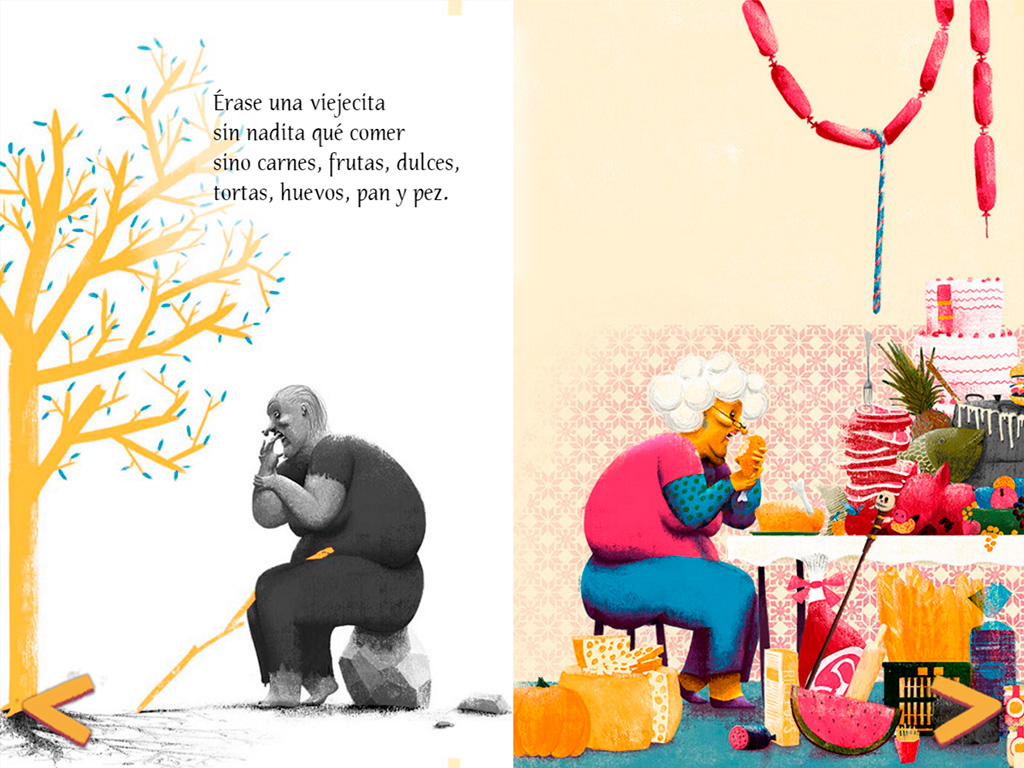 Érase una viejecita
sin nadita qué comer
sino carnes, frutas, dulces,
tortas, huevos, pan y pez.